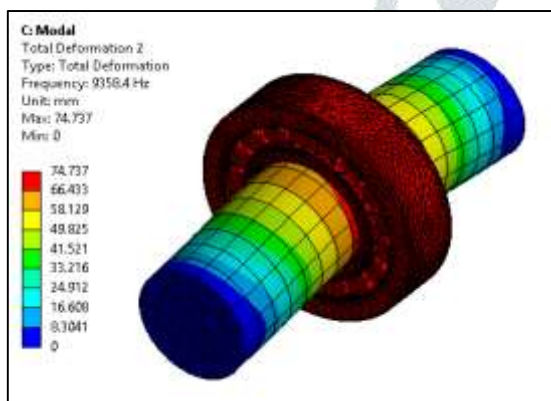 C: Modal
Total Deformation 2
Type: Total Deformation
Frequency: 9358.4 Hz
Unit: mm
Max: 74.737
Min: 0
74.737
66.433
58.129
49.825
41.521
33.216
24.912
16.608
8.3041
0